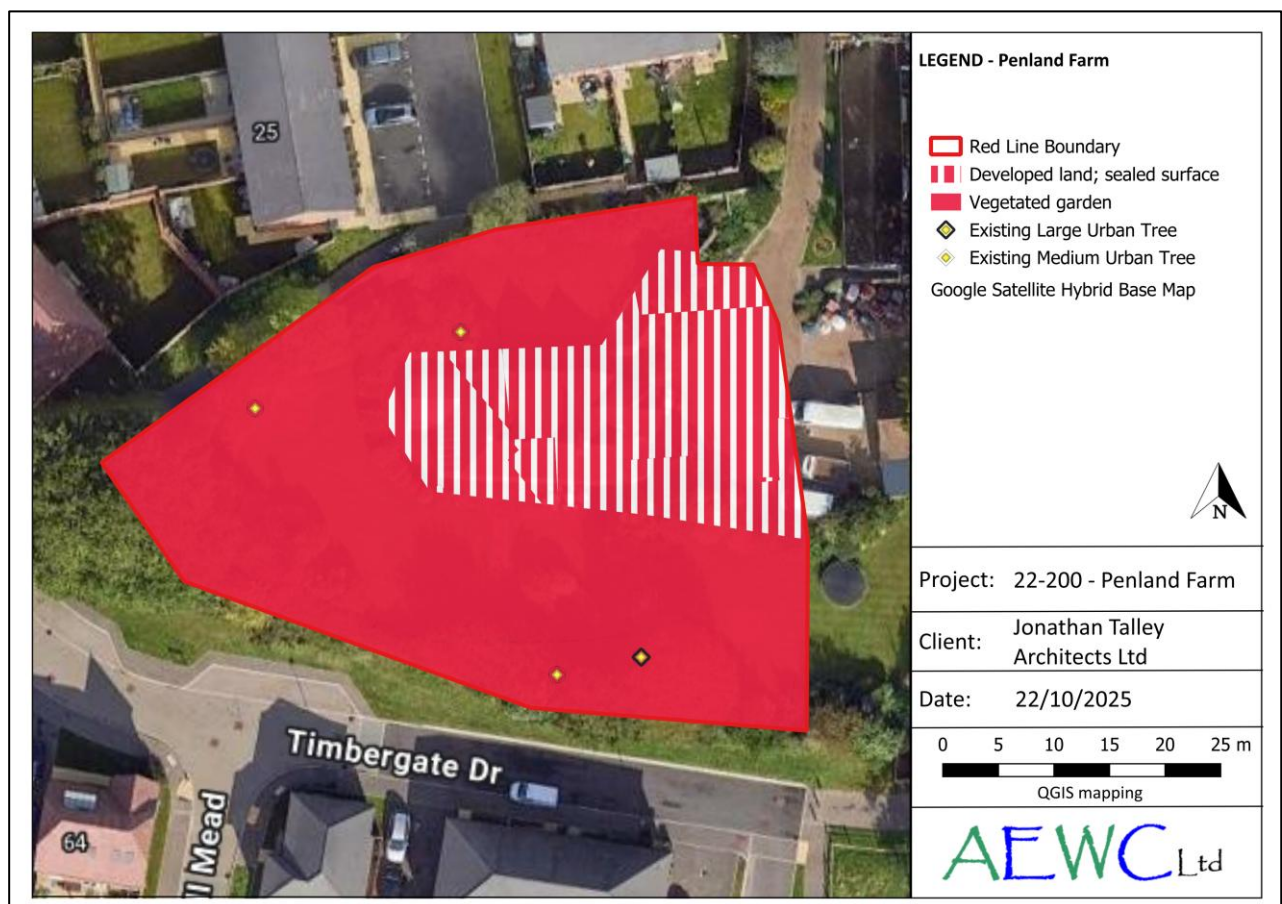 25
Timbergate Dr
64
ll Mead
LEGEND - Penland Farm
Red Line Boundary
Developed land; sealed surface
Vegetated garden
Existing Large Urban Tree
Existing Medium Urban Tree
Google Satellite Hybrid Base Map
N
Project: 22-200 - Penland Farm
Client: Jonathan Talley
Architects Ltd
Date: 22/10/2025
0 5 10 15 20 25 m
QGIS mapping
AEWC Ltd